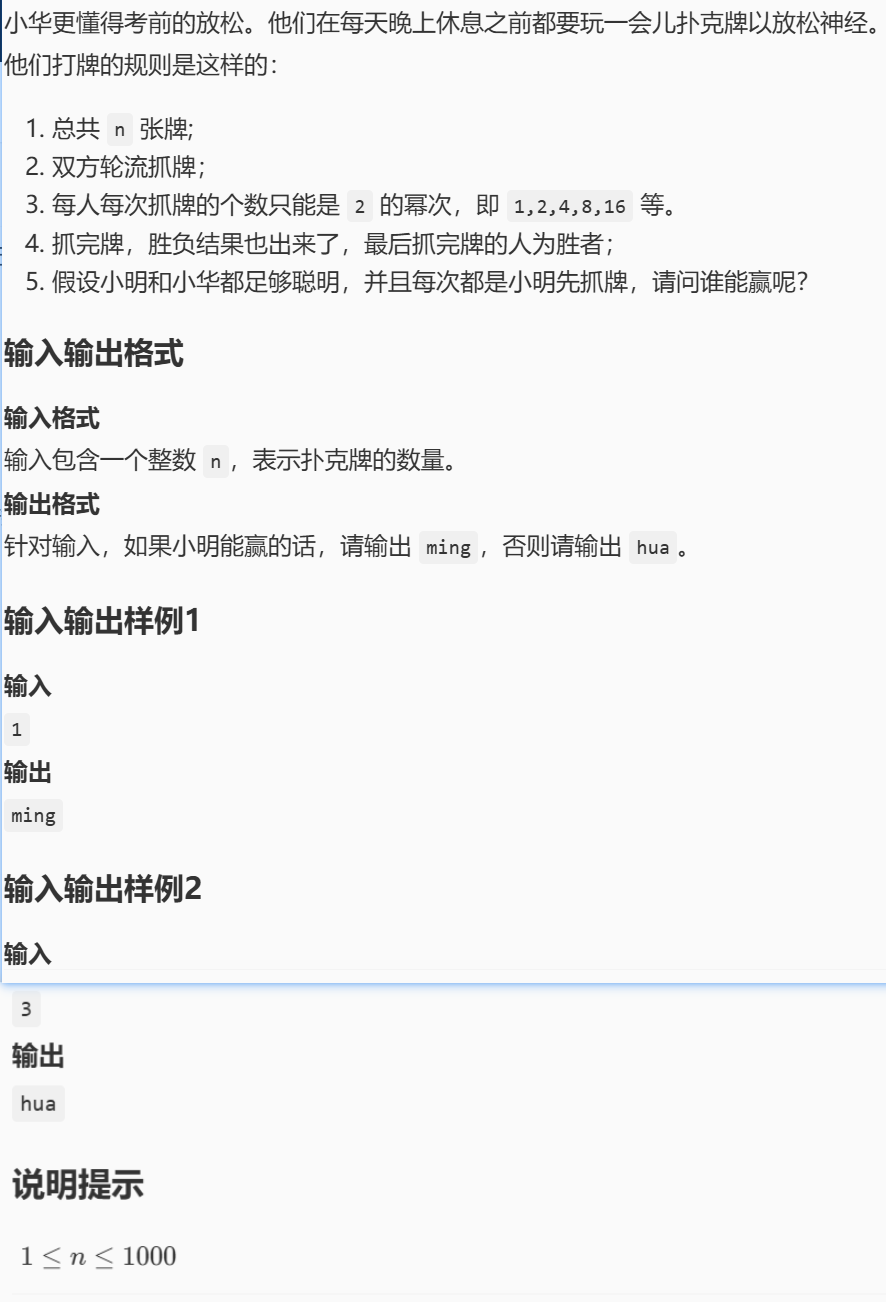 小华更懂得考前的放松。他们在每天晚上休息之前都要玩一会儿扑克牌以放松神经。
他们打牌的规则是这样的：
1. 总共 n 张牌;
2. 双方轮流抓牌；
3. 每人每次抓牌的个数只能是 2 的幂次，即 1,2,4,8,16 等。
4. 抓完牌，胜负结果也出来了，最后抓完牌的人为胜者；
5. 假设小明和小华都足够聪明，并且每次都是小明先抓牌，请问谁能赢呢？
输入输出格式
输入格式
输入包含一个整数 n，表示扑克牌的数量。
输出格式
针对输入，如果小明能赢的话，请输出 ming，否则请输出 hua。
输入输出样例1
输入
1
输出
ming
输入输出样例2
输入
3
输出
hua
说明提示
1 ≤ n ≤ 1000